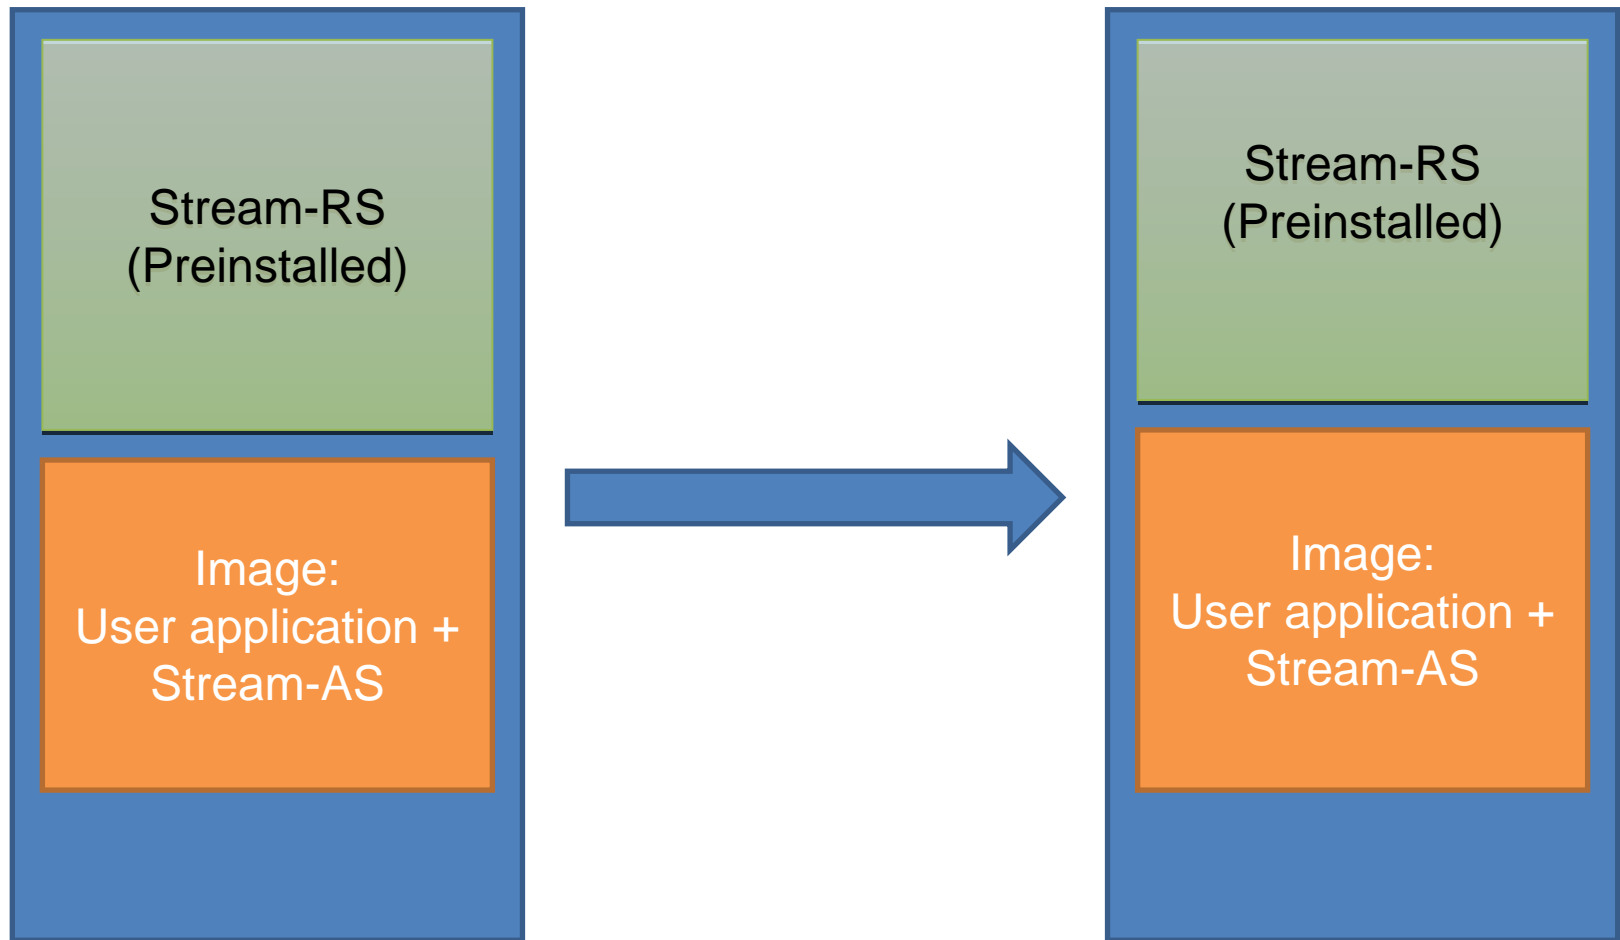 Stream-RS
(Preinstalled)
Image:
User application +
Stream-AS
Stream-RS
(Preinstalled)
Image:
User application +
Stream-AS